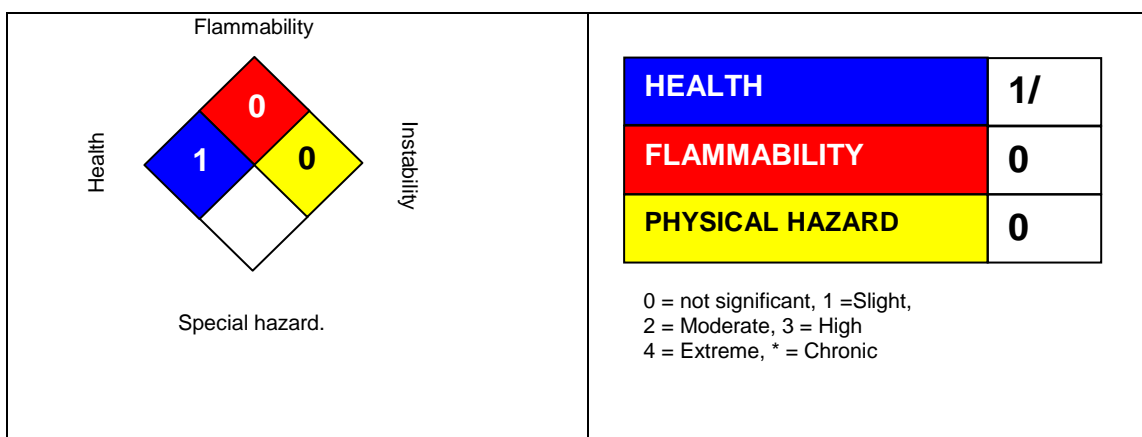 Flammability
0
Health
1
0
Instability
Special hazard.
HEALTH 1/
FLAMMABILITY 0
PHYSICAL HAZARD 0
0 = not significant, 1 =Slight,
2 = Moderate, 3 = High
4 = Extreme, * = Chronic